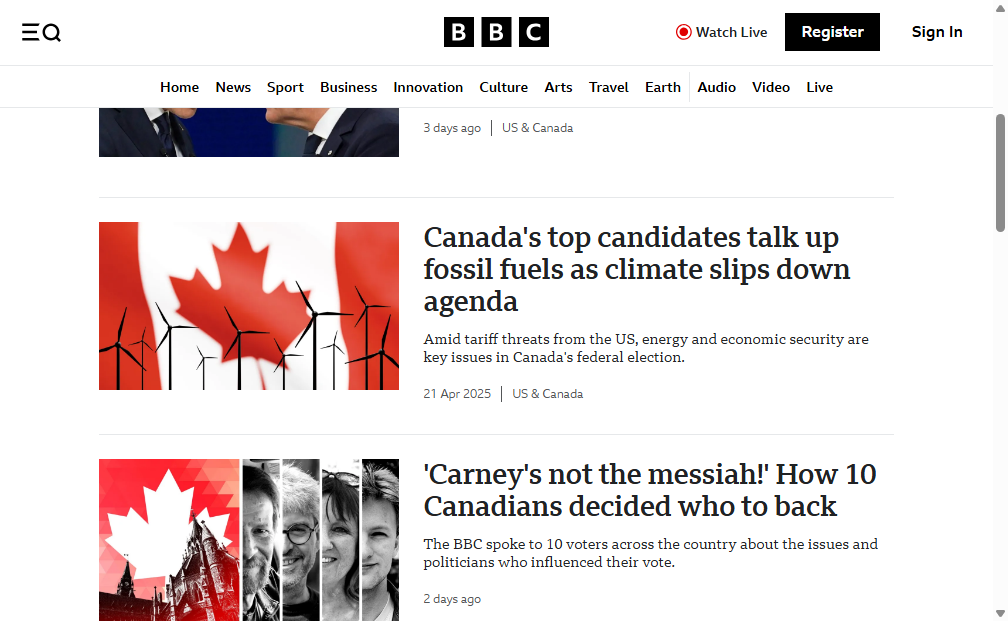 BBC
Watch Live
Register
Sign In
Home News Sport Business Innovation Culture Arts Travel Earth Audio Video Live
3 days ago | US & Canada
Canada's top candidates talk up
fossil fuels as climate slips down
agenda
Amid tariff threats from the US, energy and economic security are
key issues in Canada's federal election.
21 Apr 2025 | US & Canada
'Carney's not the messiah!' How 10
Canadians decided who to back
The BBC spoke to 10 voters across the country about the issues and
politicians who influenced their vote.
2 days ago